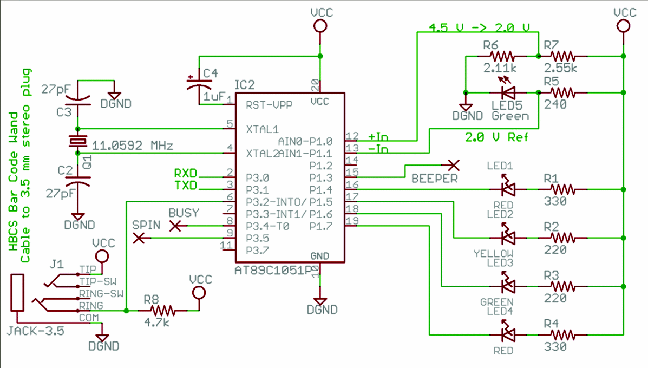 VCC
VCC
4.5 V -> 2.0 V
R6
2.11k
R7
2.55k
DGND
LED5
Green
R5
240
2.0 V Ref
27pF
C3
DGND
C4
1uF
+
IC2
20
VCC
1
RST-VPP
5
XTAL1
4
XTAL2
11.0592 MHz
Q1
C2
27pF
DGND
HBCS Bar Code Wand
Cable to 3.5 mm stereo plug
AIN0-P1.0
12
+In
AIN1-P1.1
13
-In
P1.2
14
P1.3
15
P1.4
16
P1.5
17
P1.6
18
P1.7
19
RXD
2
P3.0
TXD
3
P3.1
6
P3.2-INT0/
7
P3.3-INT1/
BUSY
8
P3.4-T0
SPIN
9
P3.5
11
P3.7
GND
10
AT89C1051P
DGND
BEEPER
LED1
RED
R1
330
LED2
YELLOW
R2
220
LED3
GREEN
R3
220
LED4
RED
R4
330
VCC
J1
TIP
TIP-SW
RING-SW
RING
COM
JACK-3.5
DGND
R8
4.7k
VCC